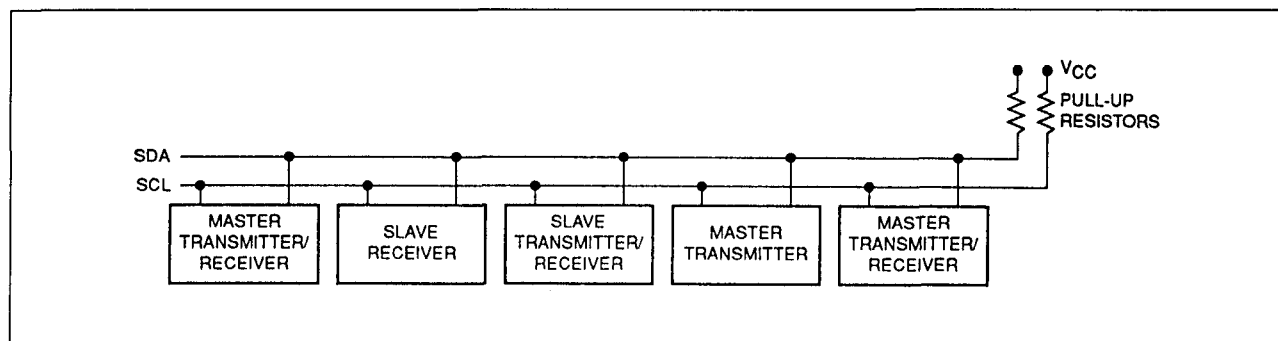 VCC
PULL-UP
RESISTORS
SDA
SCL
MASTER
TRANSMITTER/
RECEIVER
SLAVE
RECEIVER
SLAVE
TRANSMITTER/
RECEIVER
MASTER
TRANSMITTER
MASTER
TRANSMITTER/
RECEIVER